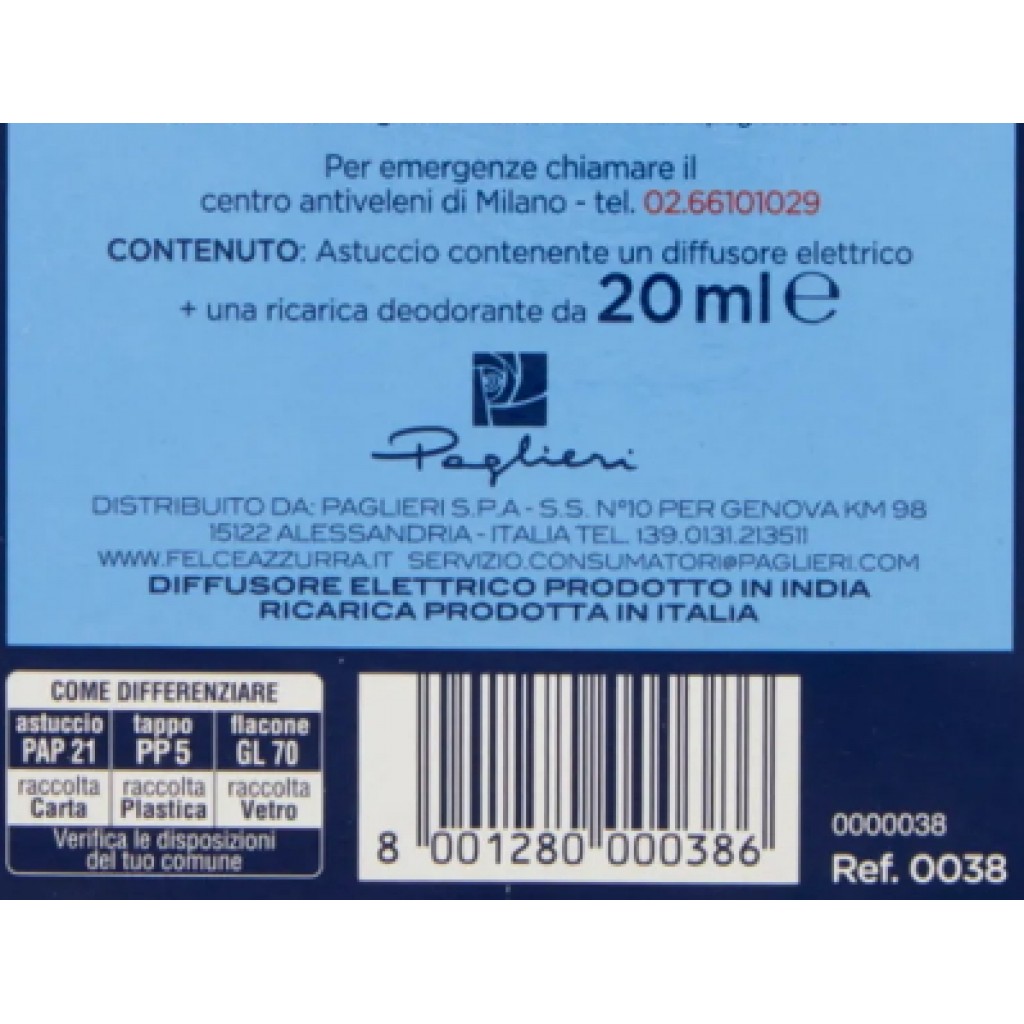 Per emergenze chiamare il
centro antiveleni di Milano - tel. 02.66101029
CONTENUTO: Astuccio contenente un diffusore elettrico
+ una ricarica deodorante da 20 ml ℮
Paglieri
DISTRIBUITO DA: PAGLIERI S.P.A - S.S. N°10 PER GENOVA KM 98
15122 ALESSANDRIA - ITALIA TEL. +39.0131.213511
WWW.FELCEAZZURRA.IT SERVIZIO.CONSUMATORI@PAGLIERI.COM
DIFFUSORE ELETTRICO PRODOTTO IN INDIA
RICARICA PRODOTTA IN ITALIA
COME DIFFERENZIARE
astuccio tappo flacone
PAP 21 PP 5 GL 70
raccolta raccolta raccolta
Carta Plastica Vetro
Verifica le disposizioni
del tuo comune
8 001280 000386
0000038
Ref. 0038